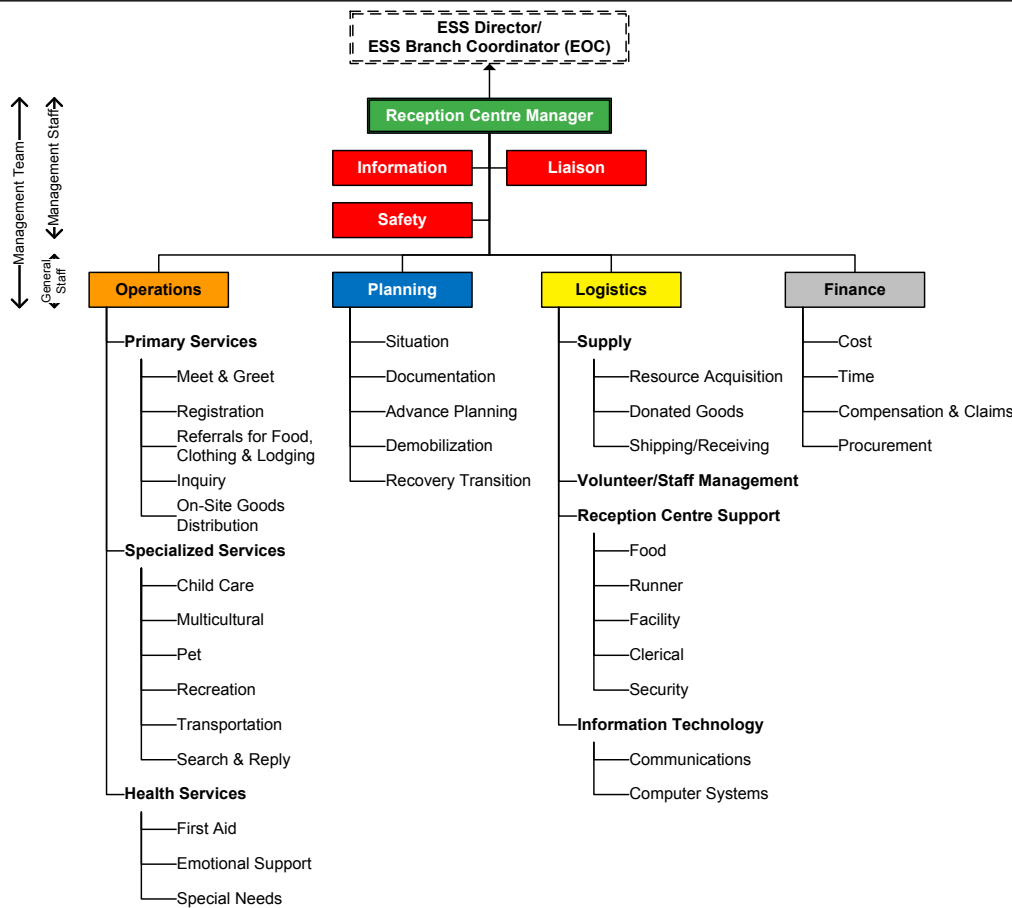 ESS Director/
ESS Branch Coordinator (EOC)
Management Team
Management Staff
General
Staff
Reception Centre Manager
Information
Liaison
Safety
Operations
Planning
Logistics
Finance
Primary Services
Meet & Greet
Registration
Referrals for Food,
Clothing & Lodging
Inquiry
On-Site Goods
Distribution
Specialized Services
Child Care
Multicultural
Pet
Recreation
Transportation
Search & Reply
Health Services
First Aid
Emotional Support
Special Needs
Situation
Documentation
Advance Planning
Demobilization
Recovery Transition
Supply
Resource Acquisition
Donated Goods
Shipping/Receiving
Volunteer/Staff Management
Reception Centre Support
Food
Runner
Facility
Clerical
Security
Information Technology
Communications
Computer Systems
Cost
Time
Compensation & Claims
Procurement